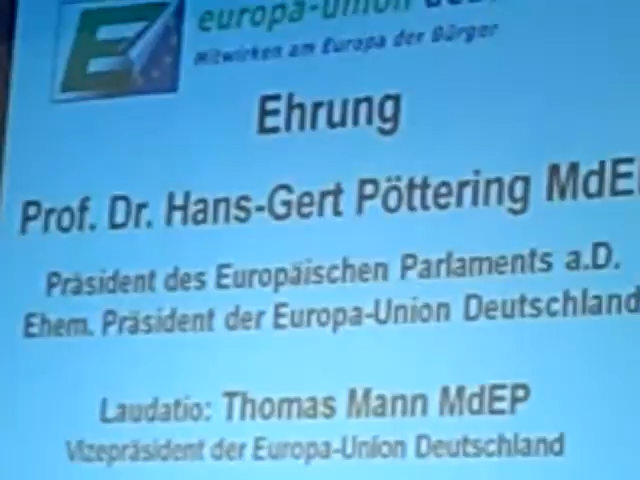 europa-union
Mitwirken am Europa der Bürger
Ehrung
Prof. Dr. Hans-Gert Pöttering MdE
Präsident des Europäischen Parlaments a.D.
Ehem. Präsident der Europa-Union Deutschland
Laudatio: Thomas Mann MdEP
Vizepräsident der Europa-Union Deutschland